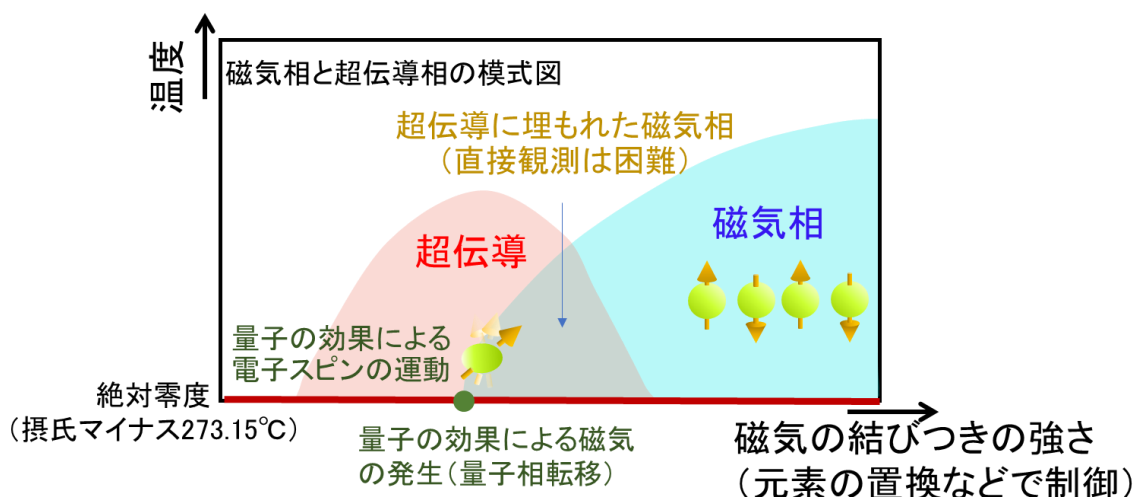 温度
磁気相と超伝導相の模式図
超伝導に埋もれた磁気相
（直接観測は困難）
超伝導
磁気相
量子の効果による
電子スピンの運動
絶対零度
（摂氏マイナス273.15℃）
量子の効果による磁気
の発生（量子相転移）
磁気の結びつきの強さ
（元素の置換などで制御）